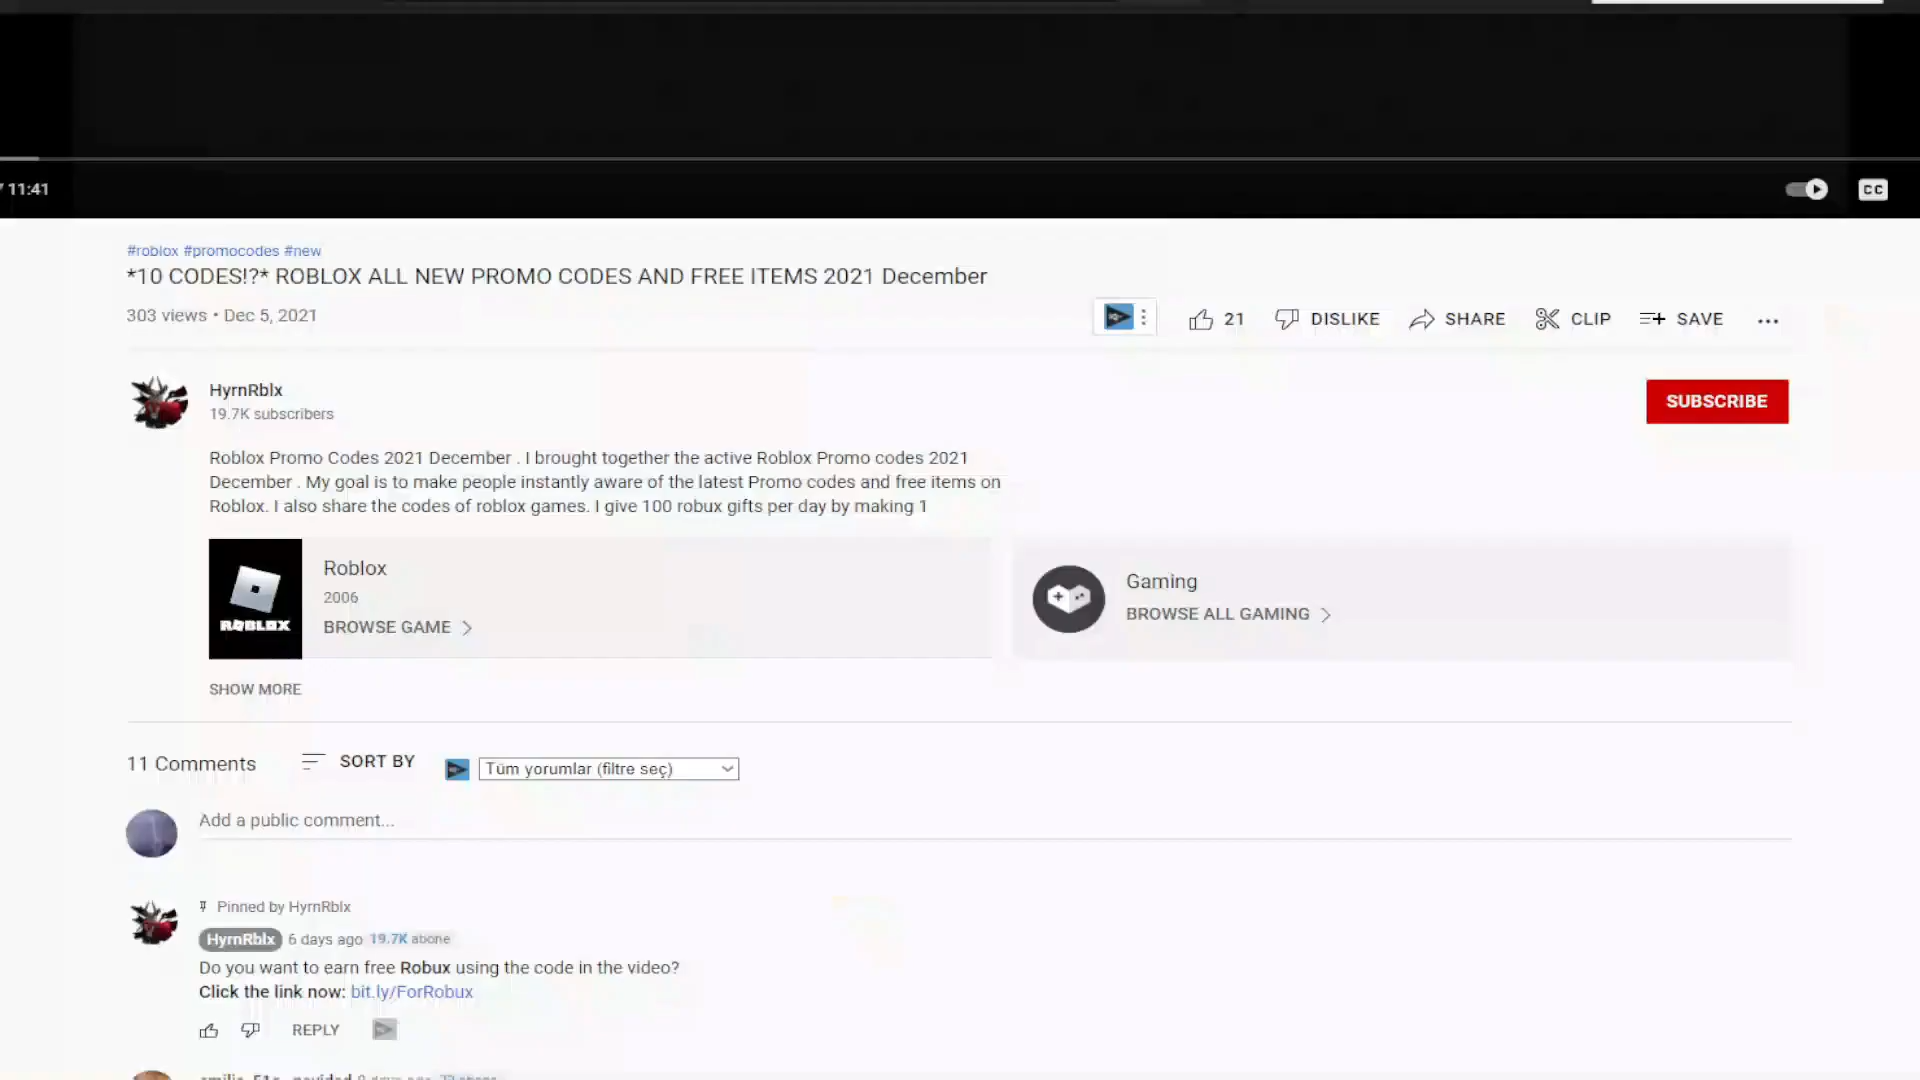 / 11:41
CC
#roblox #promocodes #new
*10 CODES!?* ROBLOX ALL NEW PROMO CODES AND FREE ITEMS 2021 December
303 views • Dec 5, 2021
21 DISLIKE SHARE CLIP SAVE
HyrnRblx
19.7K subscribers
SUBSCRIBE
Roblox Promo Codes 2021 December . I brought together the active Roblox Promo codes 2021
December . My goal is to make people instantly aware of the latest Promo codes and free items on
Roblox. I also share the codes of roblox games. I give 100 robux gifts per day by making 1
ROBLOX
Roblox
2006
BROWSE GAME
Gaming
BROWSE ALL GAMING
SHOW MORE
11 Comments SORT BY Tüm yorumlar (filtre seç)
Add a public comment...
Pinned by HyrnRblx
HyrnRblx 6 days ago 19.7K abone
Do you want to earn free Robux using the code in the video?
Click the link now: bit.ly/ForRobux
REPLY